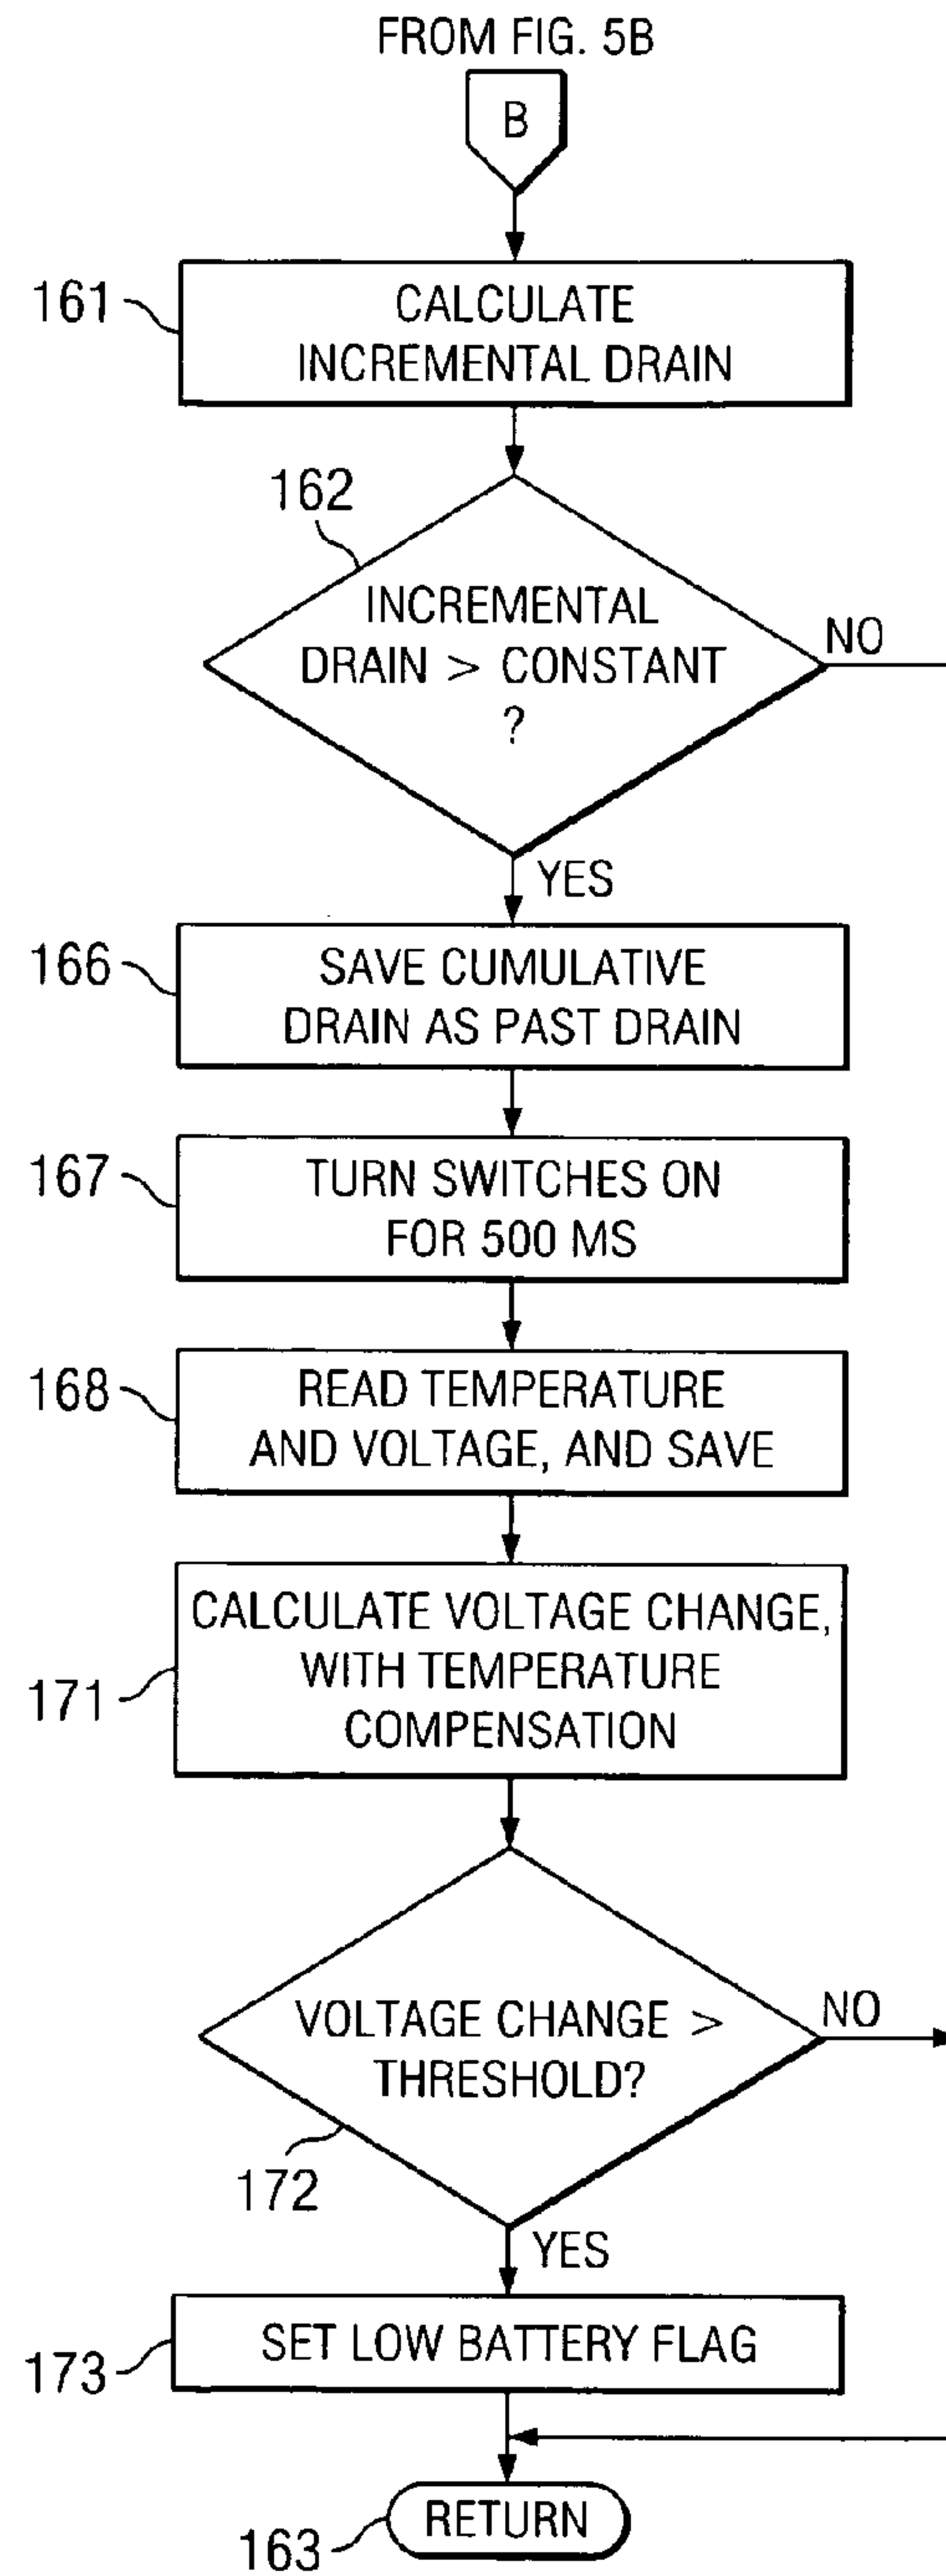 FROM FIG. 5B
B
161
CALCULATE
INCREMENTAL DRAIN
162
INCREMENTAL
DRAIN > CONSTANT
?
NO
YES
166
SAVE CUMULATIVE
DRAIN AS PAST DRAIN
167
TURN SWITCHES ON
FOR 500 MS
168
READ TEMPERATURE
AND VOLTAGE, AND SAVE
171
CALCULATE VOLTAGE CHANGE,
WITH TEMPERATURE
COMPENSATION
VOLTAGE CHANGE >
THRESHOLD?
NO
172
YES
173
SET LOW BATTERY FLAG
163
RETURN